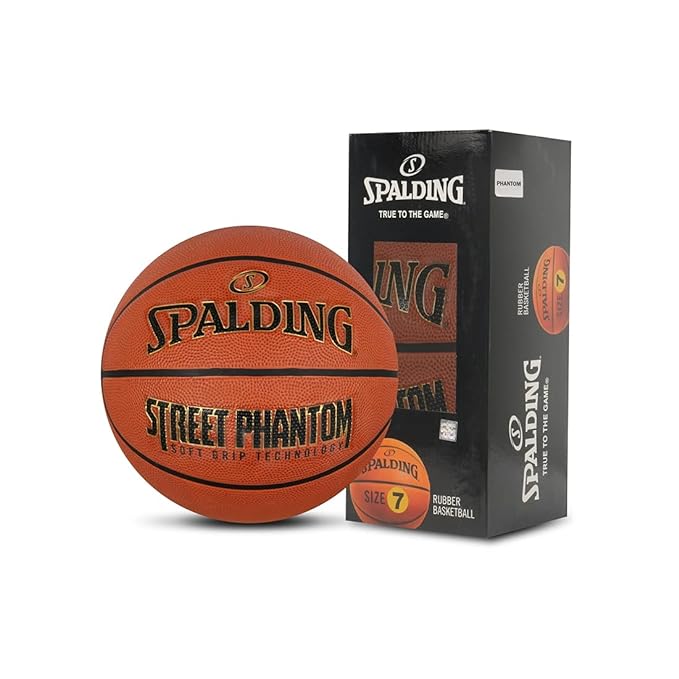 S
SPALDING
STREET PHANTOM
SOFT GRIP TECHNOLOGY
S
SPALDING
TRUE TO THE GAME®
SPALDING
SIZE 7
RUBBER
BASKETBALL
PHANTOM
SPALDING
SIZE 7
RUBBER
BASKETBALL
S
SPALDING
TRUE TO THE GAME®